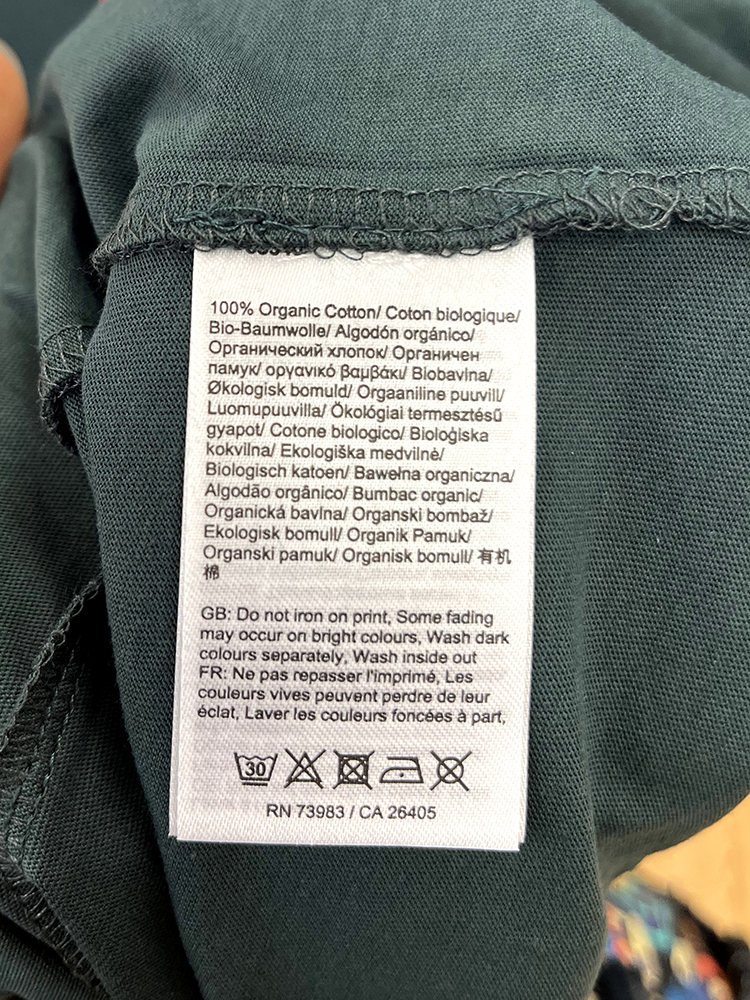 100% Organic Cotton/ Coton biologique/
Bio-Baumwolle/ Algodón orgánico/
Органический хлопок/ Органичен
памук/ οργανικό βαμβάκι/ Biobavlna/
Økologisk bomuld/ Orgaaniline puuvill/
Luomupuuvilla/ Ökológiai termesztésű
gyapot/ Cotone biologico/ Bioloģiska
kokvilna/ Ekologiška medvilnė/
Biologisch katoen/ Bawełna organiczna/
Algodão orgânico/ Bumbac organic/
Organická bavlna/ Organski bombaž/
Ekologisk bomull/ Organik Pamuk/
Organski pamuk/ Organisk bomull/ 有机
棉
GB: Do not iron on print, Some fading
may occur on bright colours, Wash dark
colours separately, Wash inside out
FR: Ne pas repasser l'imprimé, Les
couleurs vives peuvent perdre de leur
éclat, Laver les couleurs foncées à part,
30
RN 73983 / CA 26405